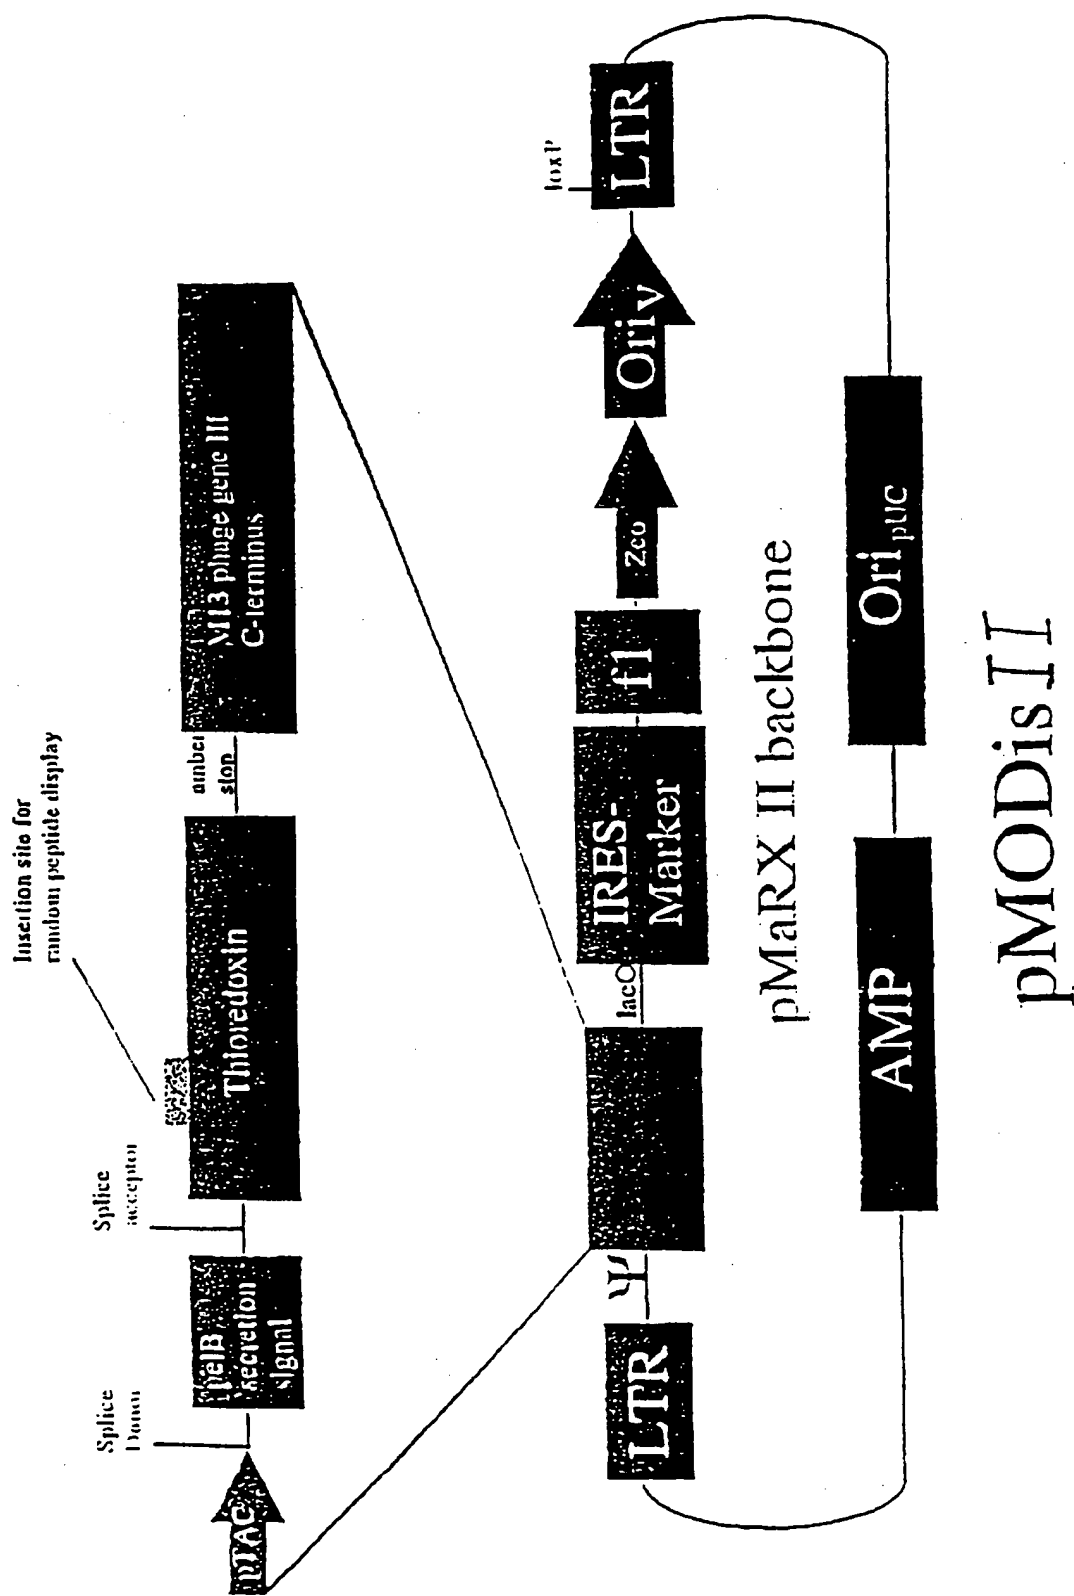 Insertion site for
random peptide display
Splice
Donor
Splice
acceptor
pTAC
pelB
secretion
signal
Thioredoxin
amber
stop
M13 phage gene III
C-terminus
loxP
LTR
Ψ
lacO
IRES-
Marker
f1
Zeo
Oriv
LTR
pMaRX II backbone
AMP
Ori pUC
pMODis II